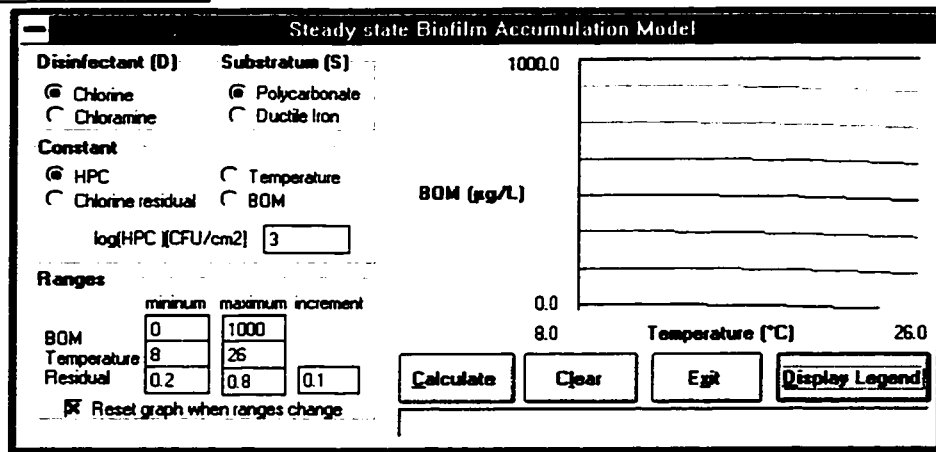 Steady state Biofilm Accumulation Model
Disinfectant (D) Substratum (S)
Chlorine Polycarbonate
Chloramine Ductile Iron
Constant
HPC Temperature
Chlorine residual BOM
log(HPC )[CFU/cm2] 3
Ranges
mininum maximum increment
BOM 0 1000
Temperature 8 26
Residual 0.2 0.8 0.1
Reset graph when ranges change
1000.0
BOM (µg/L)
0.0
8.0 Temperature (°C) 26.0
Calculate Clear Exit Display Legend